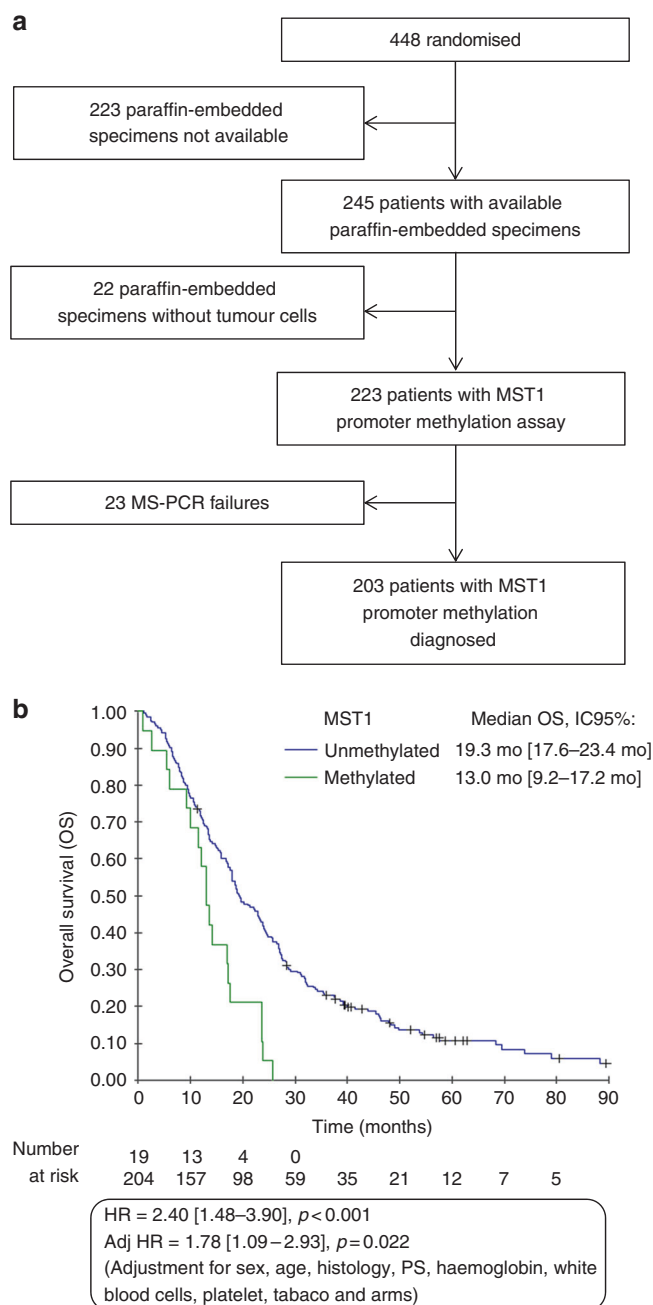 a
448 randomised
223 paraffin-embedded
specimens not available
245 patients with available
paraffin-embedded specimens
22 paraffin-embedded
specimens without tumour cells
223 patients with MST1
promoter methylation assay
23 MS-PCR failures
203 patients with MST1
promoter methylation
diagnosed
b
MST1 Median OS, IC95%:
Unmethylated 19.3 mo [17.6–23.4 mo]
Methylated 13.0 mo [9.2–17.2 mo]
Overall survival (OS)
1.00
0.90
0.80
0.70
0.60
0.50
0.40
0.30
0.20
0.10
0.00
0 10 20 30 40 50 60 70 80 90
Time (months)
Number
at risk
19 13 4 0
204 157 98 59 35 21 12 7 5
HR = 2.40 [1.48–3.90], p < 0.001
Adj HR = 1.78 [1.09–2.93], p = 0.022
(Adjustment for sex, age, histology, PS, haemoglobin, white
blood cells, platelet, tabaco and arms)